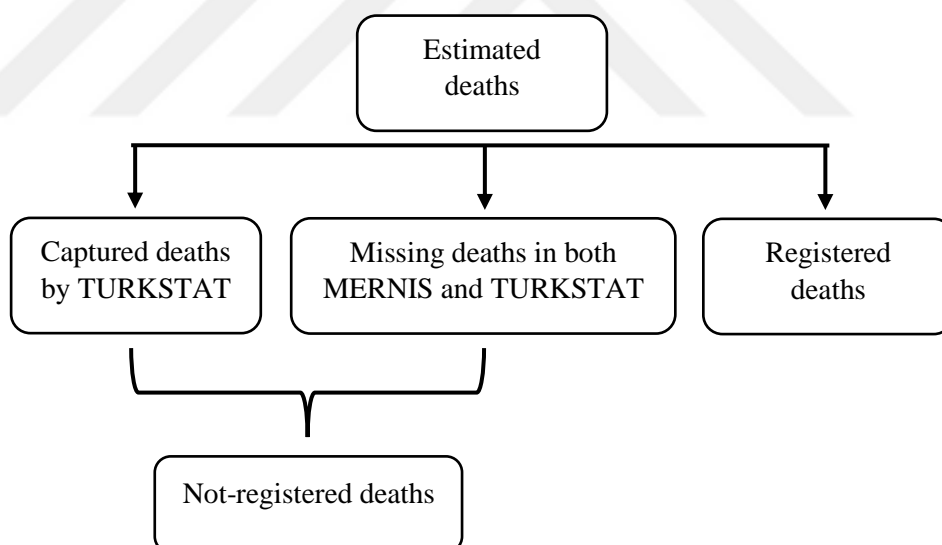 Estimated
deaths
Captured deaths
by TURKSTAT
Missing deaths in both
MERNIS and TURKSTAT
Registered
deaths
Not-registered deaths